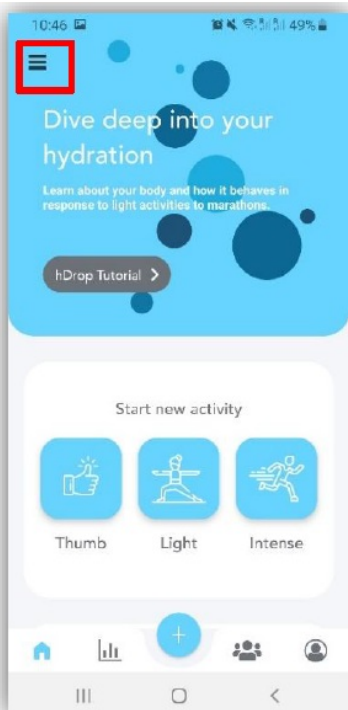 10:46 49%
Dive deep into your
hydration
Learn about your body and how it behaves in
response to light activities to marathons.
hDrop Tutorial >
Start new activity
Thumb Light Intense